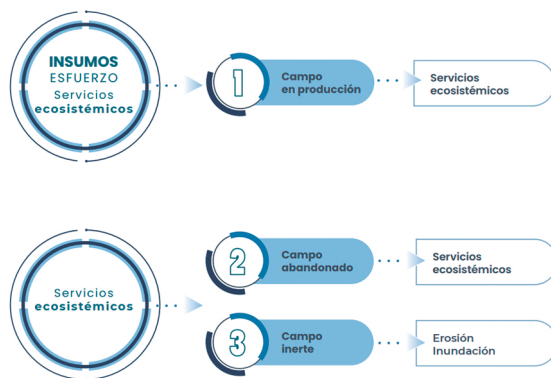 INSUMOS
ESFUERZO
Servicios
ecosistémicos
1
Campo
en producción
Servicios
ecosistémicos
Servicios
ecosistémicos
2
Campo
abandonado
Servicios
ecosistémicos
3
Campo
inerte
Erosión
Inundación